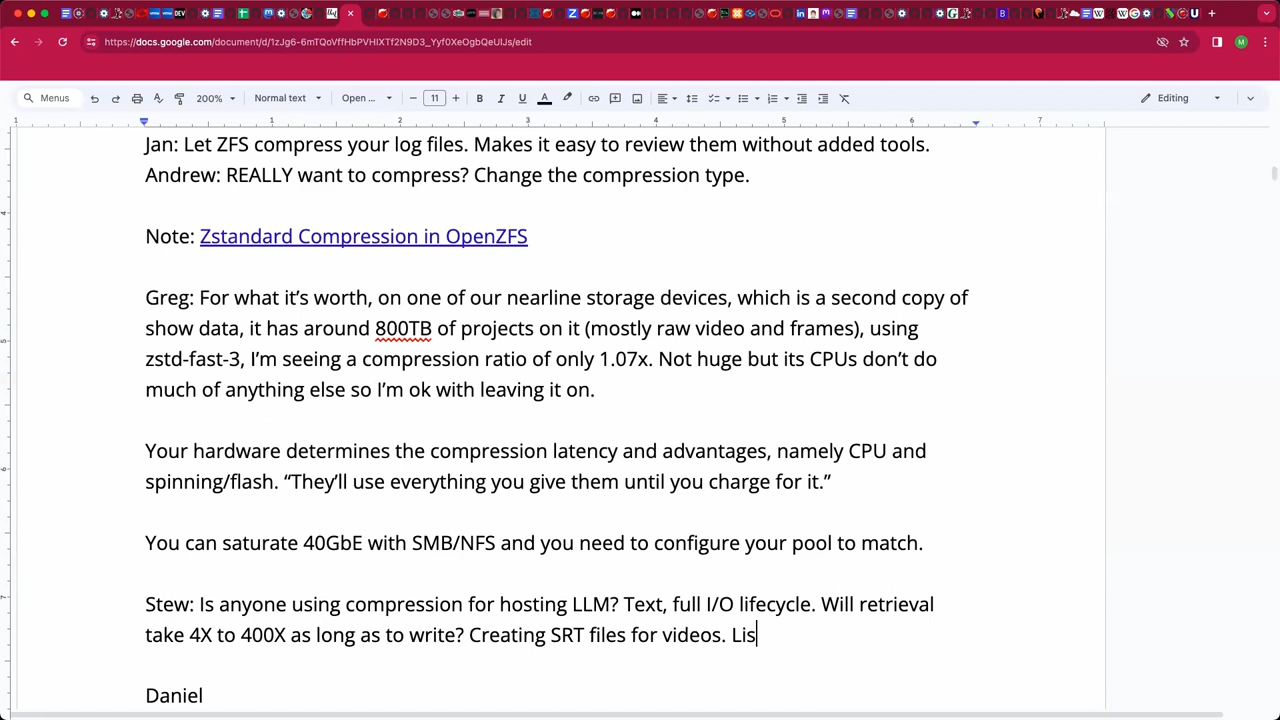 https://docs.google.com/document/d/1zJg6-6mTQoVffHbPVHIXTf2N9D3_Yyf0XeOgbQeUlJs/edit
Menus 200% Normal text Open ... 11 Editing
1 1 2 3 4 5 6 7
Jan: Let ZFS compress your log files. Makes it easy to review them without added tools.
Andrew: REALLY want to compress? Change the compression type.
Note: Zstandard Compression in OpenZFS
Greg: For what it’s worth, on one of our nearline storage devices, which is a second copy of
show data, it has around 800TB of projects on it (mostly raw video and frames), using
zstd-fast-3, I’m seeing a compression ratio of only 1.07x. Not huge but its CPUs don’t do
much of anything else so I’m ok with leaving it on.
Your hardware determines the compression latency and advantages, namely CPU and
spinning/flash. “They’ll use everything you give them until you charge for it.”
You can saturate 40GbE with SMB/NFS and you need to configure your pool to match.
Stew: Is anyone using compression for hosting LLM? Text, full I/O lifecycle. Will retrieval
take 4X to 400X as long as to write? Creating SRT files for videos. Lis
Daniel